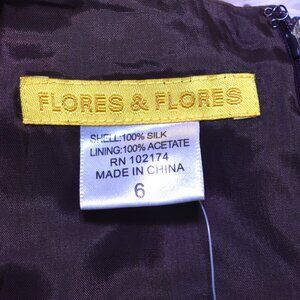 FLORES & FLORES
SHELL:100% SILK
LINING:100% ACETATE
RN 102174
MADE IN CHINA
6